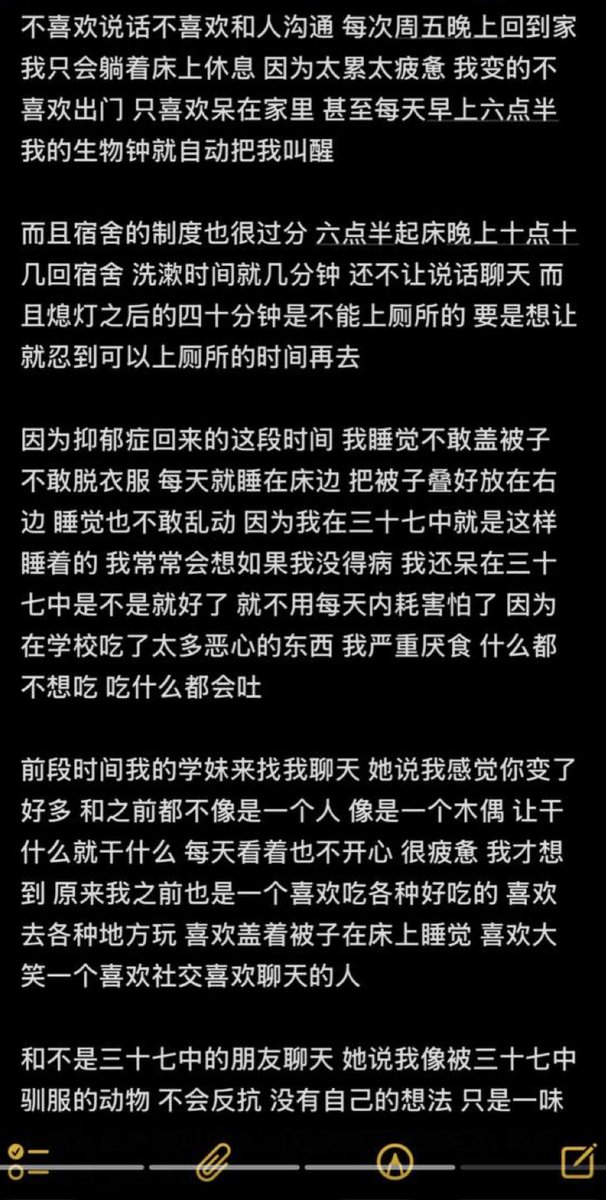 不喜欢说话不喜欢和人沟通 每次周五晚上回到家
我只会躺着床上休息 因为太累太疲惫 我变的不
喜欢出门 只喜欢呆在家里 甚至每天早上六点半
我的生物钟就自动把我叫醒
而且宿舍的制度也很过分 六点半起床晚上十点十
几回宿舍 洗漱时间就几分钟 还不让说话聊天 而
且熄灯之后的四十分钟是不能上厕所的 要是想让
就忍到可以上厕所的时间再去
因为抑郁症回来的这段时间 我睡觉不敢盖被子
不敢脱衣服 每天就睡在床边 把被子叠好放在右
边 睡觉也不敢乱动 因为我在三十七中就是这样
睡着的 我常常会想如果我没得病 我还呆在三十
七中是不是就好了 就不用每天内耗害怕了 因为
在学校吃了太多恶心的东西 我严重厌食 什么都
不想吃 吃什么都会吐
前段时间我的学妹来找我聊天 她说我感觉你变了
好多 和之前都不像是一个人 像是一个木偶 让干
什么就干什么 每天看着也不开心 很疲惫 我才想
到 原来我之前也是一个喜欢吃各种好吃的 喜欢
去各种地方玩 喜欢盖着被子在床上睡觉 喜欢大
笑一个喜欢社交喜欢聊天的人
和不是三十七中的朋友聊天 她说我像被三十七中
驯服的动物 不会反抗 没有自己的想法 只是一味